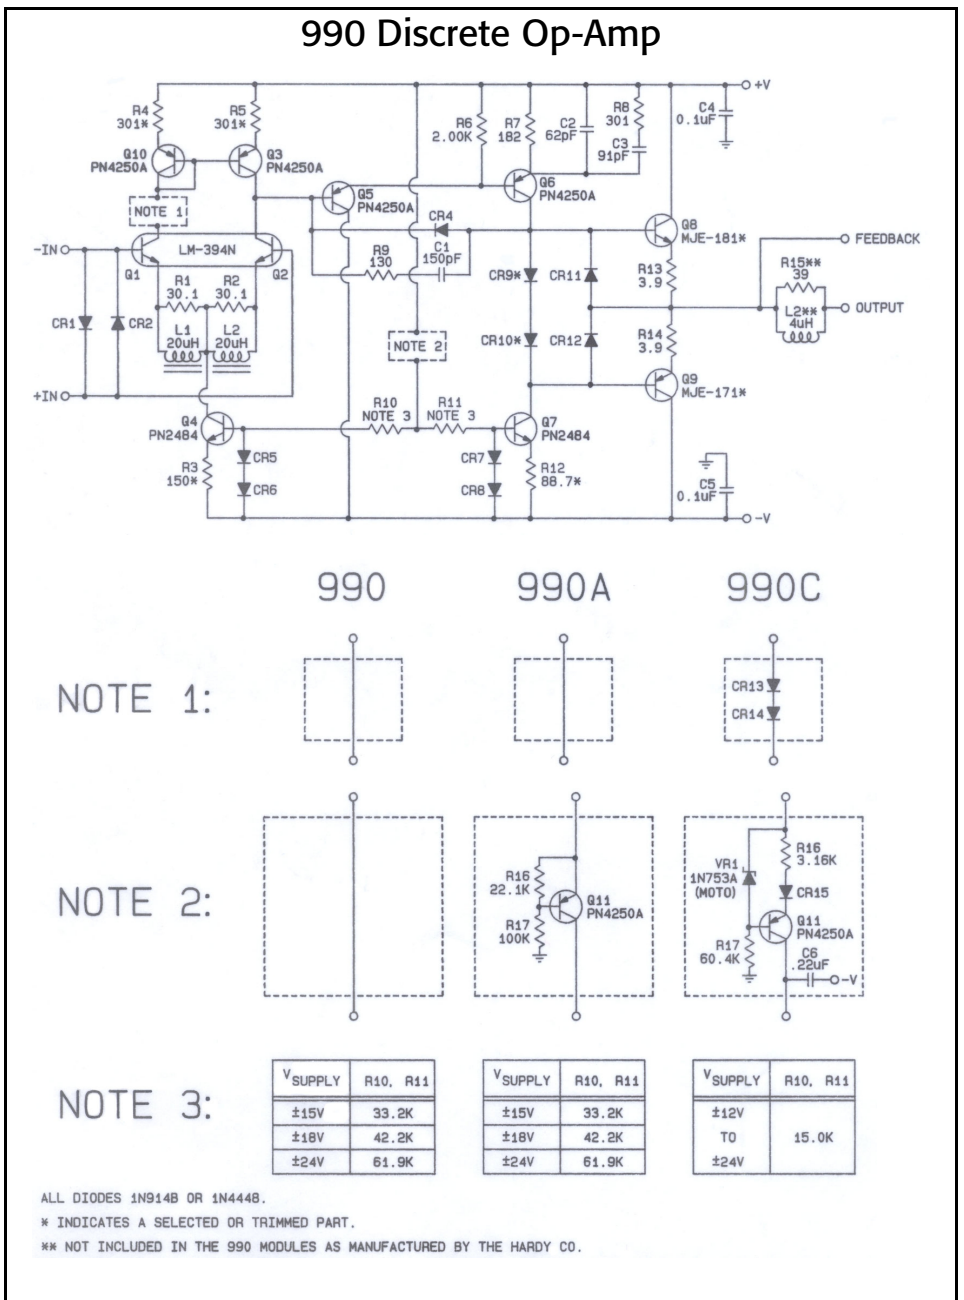 990 Discrete Op-Amp
+V
R4
301*
R5
301*
R6
2.00K
R7
182
C2
62pF
R8
301
C3
91pF
C4
0.1uF
Q10
PN4250A
Q3
PN4250A
Q5
PN4250A
Q6
PN4250A
NOTE 1
CR4
C1
150pF
R9
130
Q8
MJE-181*
-IN
LM-394N
Q1
Q2
FEEDBACK
R1
30.1
R2
30.1
CR9*
CR11
R13
3.9
R15**
39
OUTPUT
CR1
CR2
L1
20uH
L2
20uH
NOTE 2
CR10*
CR12
R14
3.9
L2**
4uH
+IN
Q9
MJE-171*
Q4
PN2484
R10
NOTE 3
R11
NOTE 3
Q7
PN2484
R3
150*
CR5
CR6
CR7
CR8
R12
88.7*
C5
0.1uF
-V
990
990A
990C
NOTE 1:
CR13
CR14
NOTE 2:
R16
22.1K
R17
100K
Q11
PN4250A
VR1
1N753A
(MOTO)
R16
3.16K
CR15
Q11
PN4250A
R17
60.4K
C6
.22uF
-V
NOTE 3:
VSUPPLY R10, R11
±15V 33.2K
±18V 42.2K
±24V 61.9K
VSUPPLY R10, R11
±15V 33.2K
±18V 42.2K
±24V 61.9K
VSUPPLY R10, R11
±12V
TO 15.0K
±24V
ALL DIODES 1N914B OR 1N4448.
* INDICATES A SELECTED OR TRIMMED PART.
** NOT INCLUDED IN THE 990 MODULES AS MANUFACTURED BY THE HARDY CO.